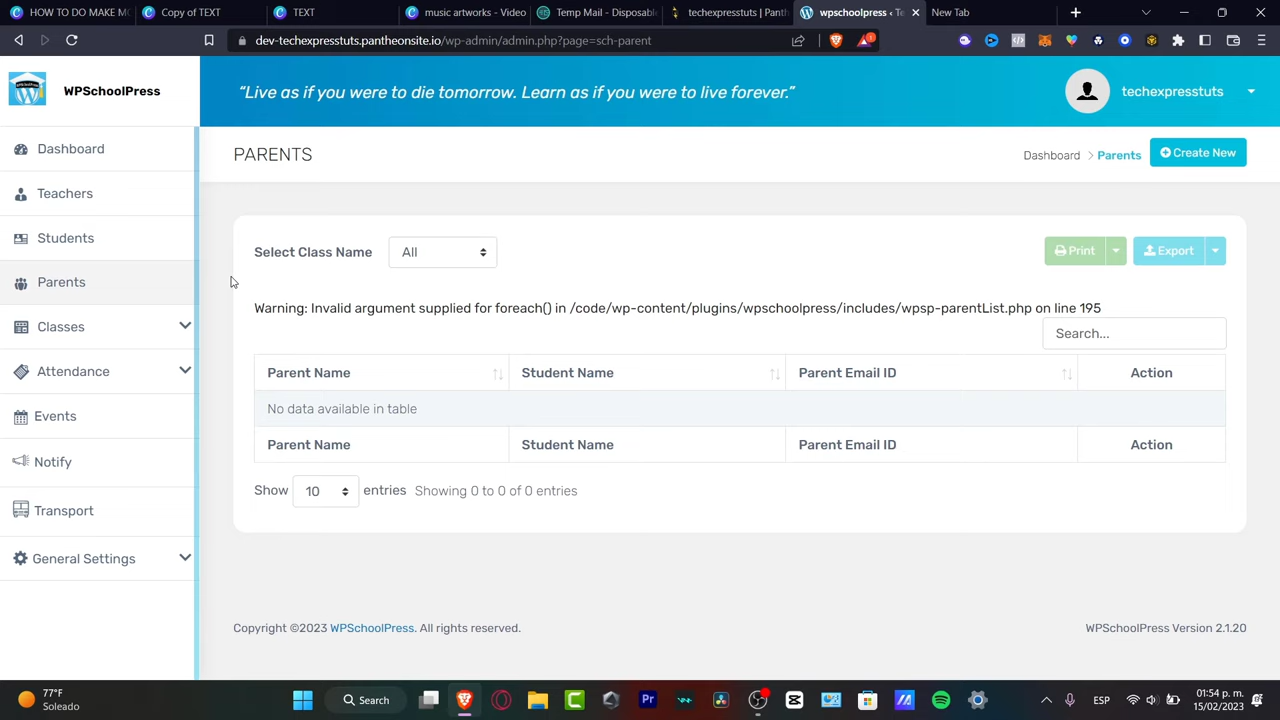 HOW TO DO MAKE M
Copy of TEXT
TEXT
music artworks - Video
Temp Mail - Disposable
techexpresstuts | Panth
wpschoolpress ‹ Te
New Tab
dev-techexpresstuts.pantheonsite.io/wp-admin/admin.php?page=sch-parent
WPSchoolPress
“Live as if you were to die tomorrow. Learn as if you were to live forever.”
techexpresstuts
Dashboard
Teachers
Students
Parents
Classes
Attendance
Events
Notify
Transport
General Settings
PARENTS
Dashboard > Parents
Create New
Select Class Name All
Print
Export
Warning: Invalid argument supplied for foreach() in /code/wp-content/plugins/wpschoolpress/includes/wpsp-parentList.php on line 195
Search...
Parent Name Student Name Parent Email ID Action
No data available in table
Parent Name Student Name Parent Email ID Action
Show 10 entries Showing 0 to 0 of 0 entries
Copyright ©2023 WPSchoolPress. All rights reserved.
WPSchoolPress Version 2.1.20
77°F
Soleado
Search
ESP
01:54 p. m.
15/02/2023